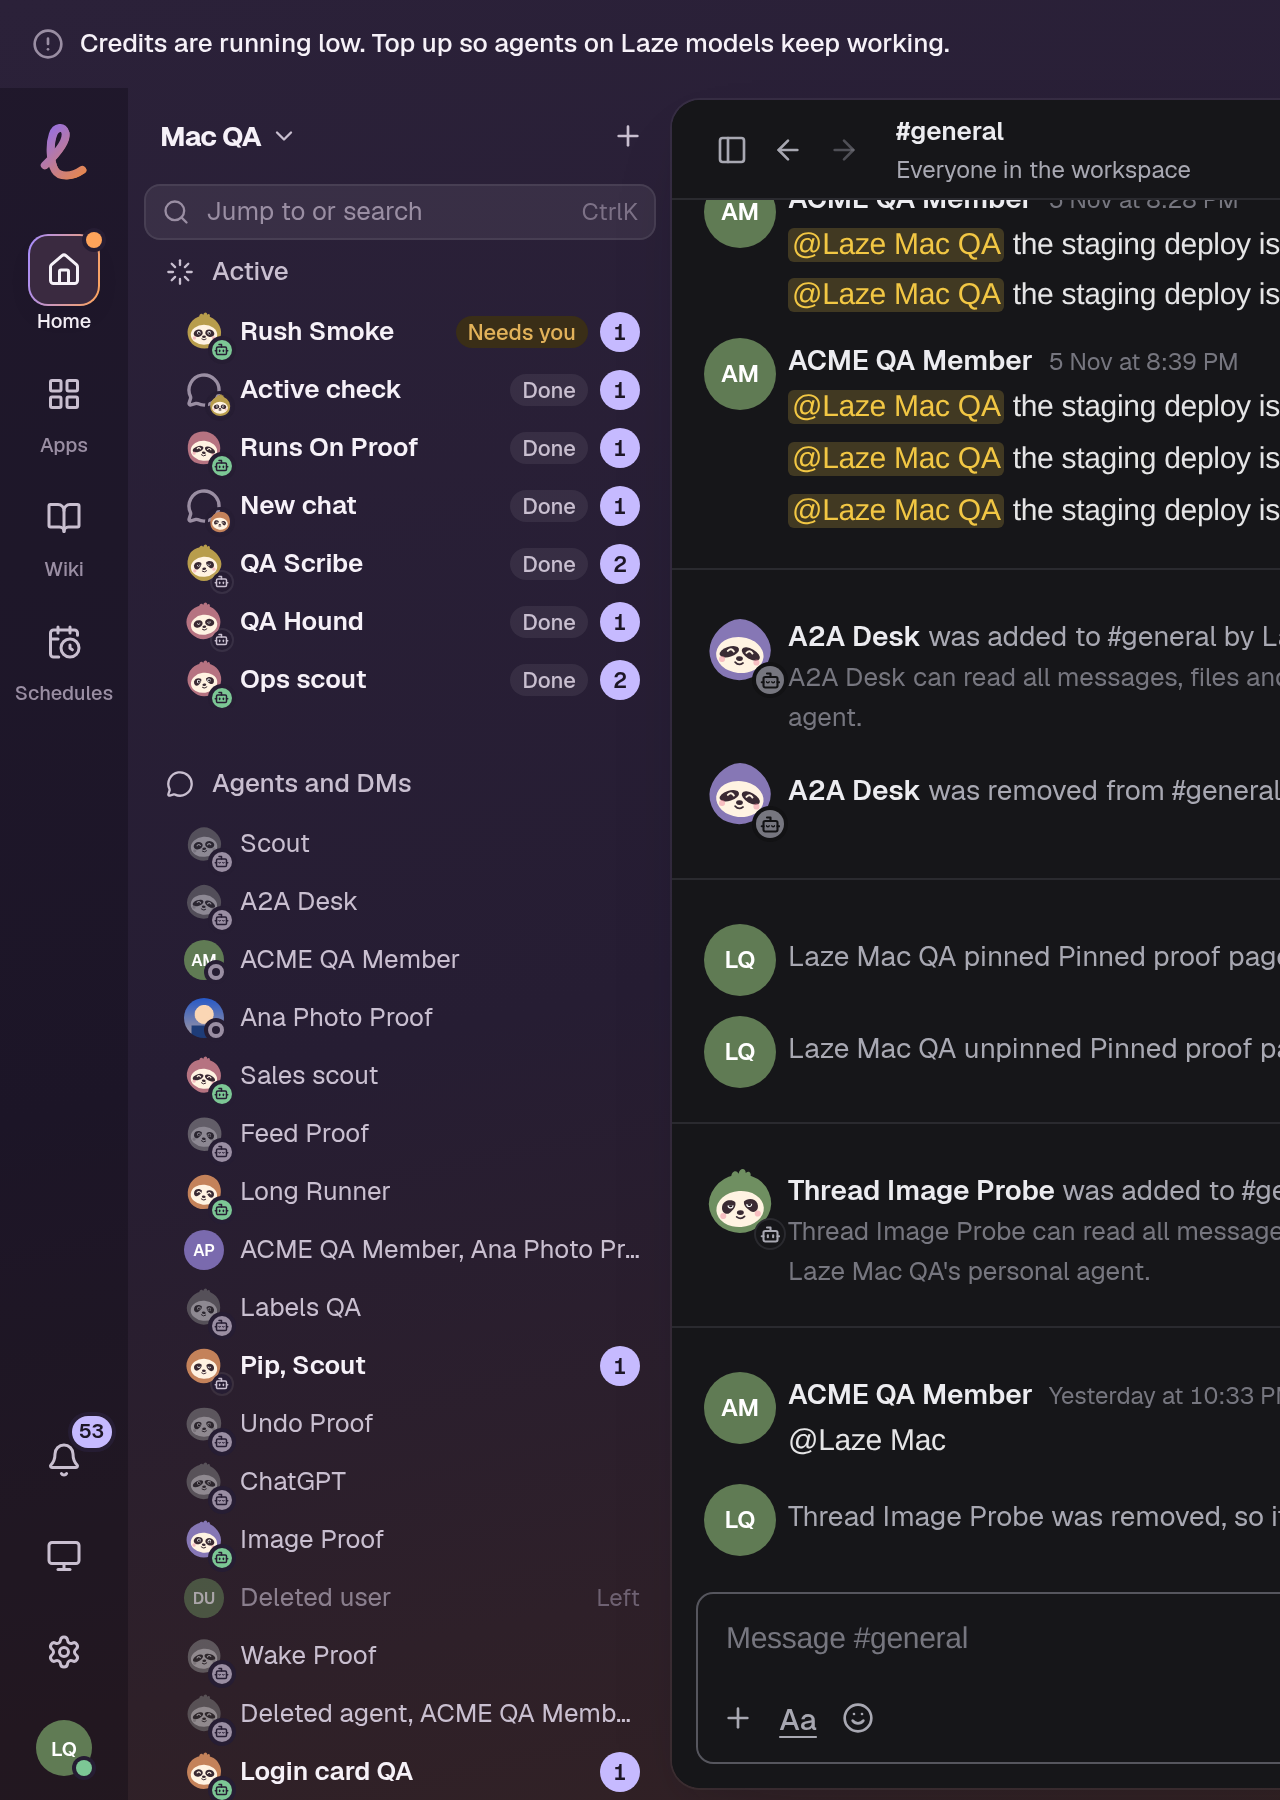 Credits are running low. Top up so agents on Laze models keep working.
Mac QA
Jump to or search CtrlK
Active
Rush Smoke Needs you 1
Active check Done 1
Runs On Proof Done 1
New chat Done 1
QA Scribe Done 2
QA Hound Done 1
Ops scout Done 2
Agents and DMs
Scout
A2A Desk
AM ACME QA Member
Ana Photo Proof
Sales scout
Feed Proof
Long Runner
AP ACME QA Member, Ana Photo Pr...
Labels QA
Pip, Scout 1
Undo Proof
ChatGPT
Image Proof
DU Deleted user Left
Wake Proof
Deleted agent, ACME QA Memb...
Login card QA 1
Home
Apps
Wiki
Schedules
53
LQ
#general
Everyone in the workspace
AM ACME QA Member 5 Nov at 8:28 PM
@Laze Mac QA the staging deploy is
@Laze Mac QA the staging deploy is
AM ACME QA Member 5 Nov at 8:39 PM
@Laze Mac QA the staging deploy is
@Laze Mac QA the staging deploy is
@Laze Mac QA the staging deploy is
A2A Desk was added to #general by
A2A Desk can read all messages, files and
agent.
A2A Desk was removed from #general
LQ Laze Mac QA pinned Pinned proof page
LQ Laze Mac QA unpinned Pinned proof
Thread Image Probe was added to
Thread Image Probe can read all message
Laze Mac QA's personal agent.
AM ACME QA Member Yesterday at 10:33 PM
@Laze Mac
LQ Thread Image Probe was removed, so
Message #general
Aa